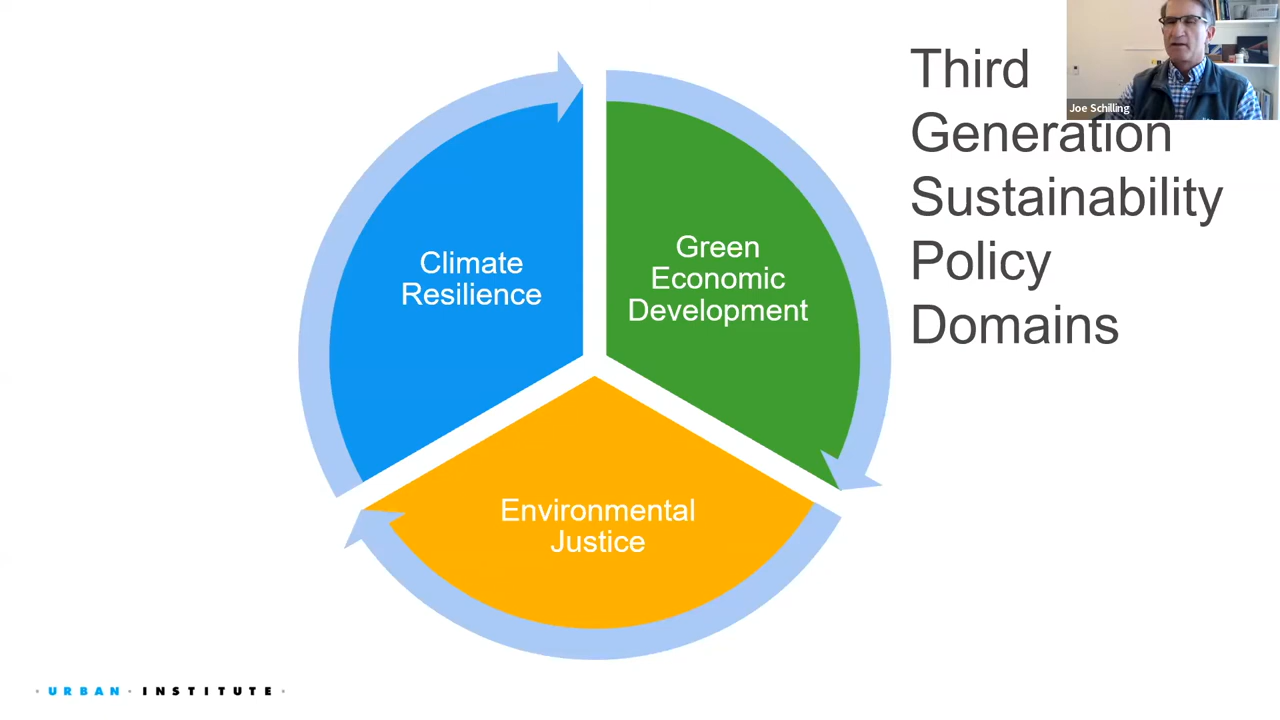 Third
Generation
Sustainability
Policy
Domains
Joe Schilling
Climate
Resilience
Green
Economic
Development
Environmental
Justice
URBAN · INSTITUTE